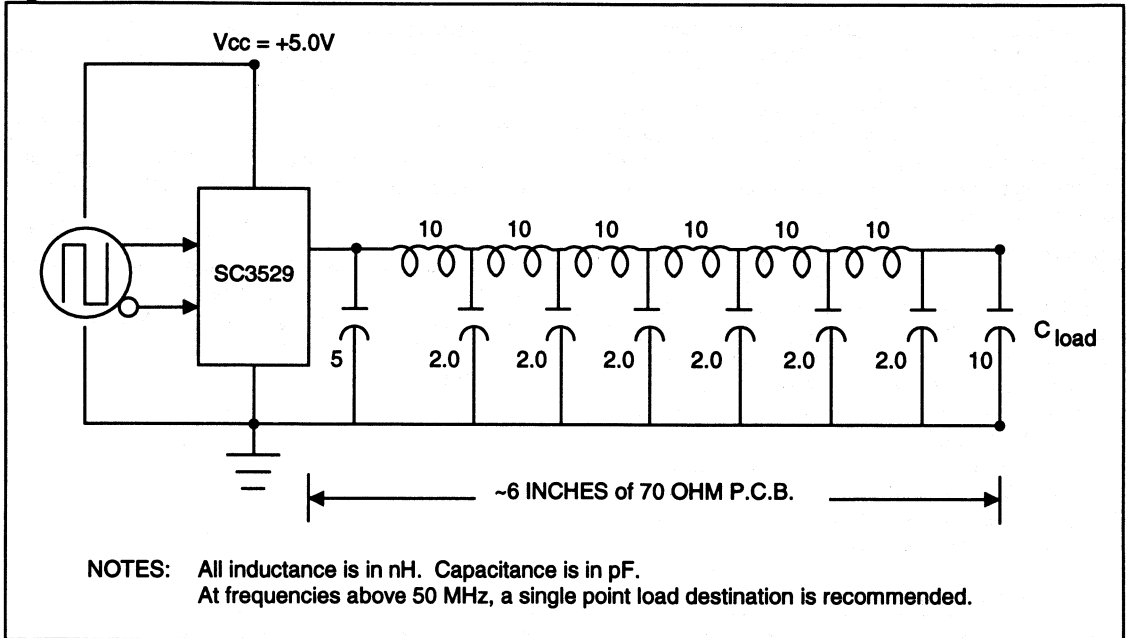 Vcc = +5.0V
10 10 10 10 10 10
SC3529
C load
5 2.0 2.0 2.0 2.0 2.0 2.0 10
~6 INCHES of 70 OHM P.C.B.
NOTES: All inductance is in nH. Capacitance is in pF.
At frequencies above 50 MHz, a single point load destination is recommended.